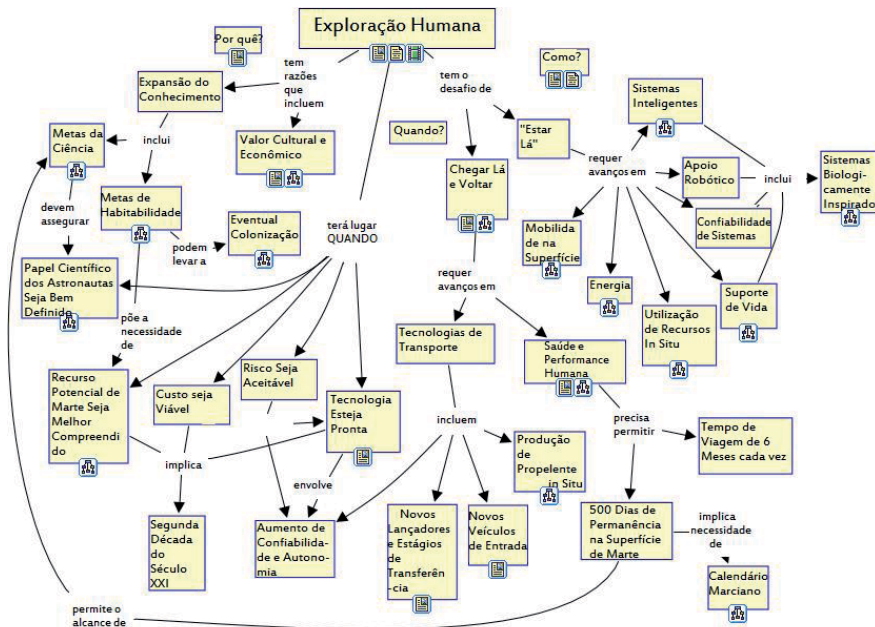 Exploração Humana
Por quê?
tem
razões
que
incluem
tem o
desafio de
Como?
Expansão do
Conhecimento
Sistemas
Inteligentes
Metas da
Ciência
inclui
Valor Cultural e
Econômico
Quando?
"Estar
Lá"
requer
avanços em
Apoio
Robótico
inclui
Sistemas
Biologi-
camente
Inspirado
Chegar Lá
e Voltar
Metas de
Habitabilidade
devem
assegurar
Eventual
Colonização
podem
levar a
terá lugar
QUANDO
Mobilida
de na
Superfície
Confiabilidade
de Sistemas
Papel Científico
dos Astronautas
Seja Bem
Definido
requer
avanços em
Energia
Utilização
de Recursos
In Situ
Suporte
de Vida
põe a
necessidade
de
Tecnologias de
Transporte
Saúde e
Performance
Humana
Recurso
Potencial de
Marte Seja
Melhor
Compreendi
do
Custo seja
Viável
Risco Seja
Aceitável
Tecnologia
Esteja
Pronta
incluem
precisa
permitir
Tempo de
Viagem de 6
Meses cada vez
Produção
de
Propelente
in Situ
implica
envolve
Segunda
Década
do
Século
XXI
Aumento de
Confiabilida-
de e Autono-
mia
Novos
Lançadores
e Estágios
de
Transferên
-cia
Novos
Veículos
de Entrada
500 Dias de
Permanência
na Superfície
de Marte
implica
necessidade
de
Calendário
Marciano
permite o
alcance de